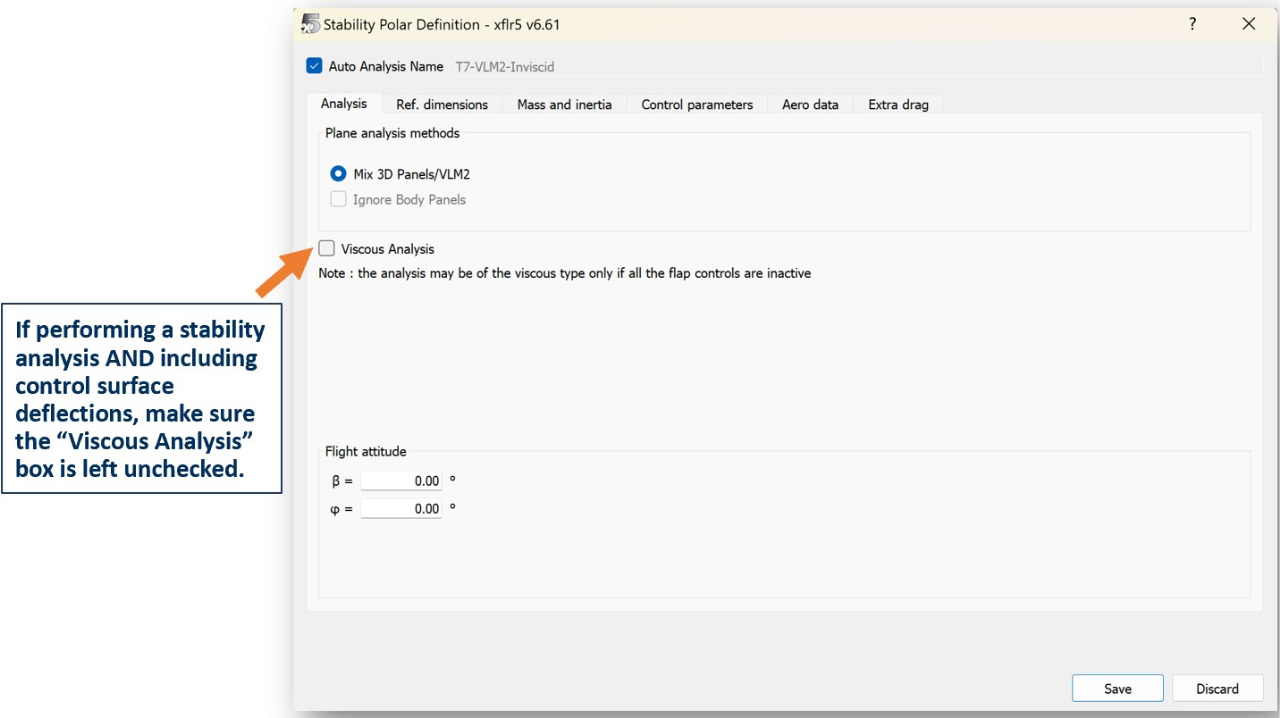 Stability Polar Definition - xflr5 v6.61
?
Auto Analysis Name T7-VLM2-Inviscid
Analysis Ref. dimensions Mass and inertia Control parameters Aero data Extra drag
Plane analysis methods
Mix 3D Panels/VLM2
Ignore Body Panels
Viscous Analysis
Note : the analysis may be of the viscous type only if all the flap controls are inactive
If performing a stability
analysis AND including
control surface
deflections, make sure
the “Viscous Analysis”
box is left unchecked.
Flight attitude
β = 0.00 °
φ = 0.00 °
Save Discard